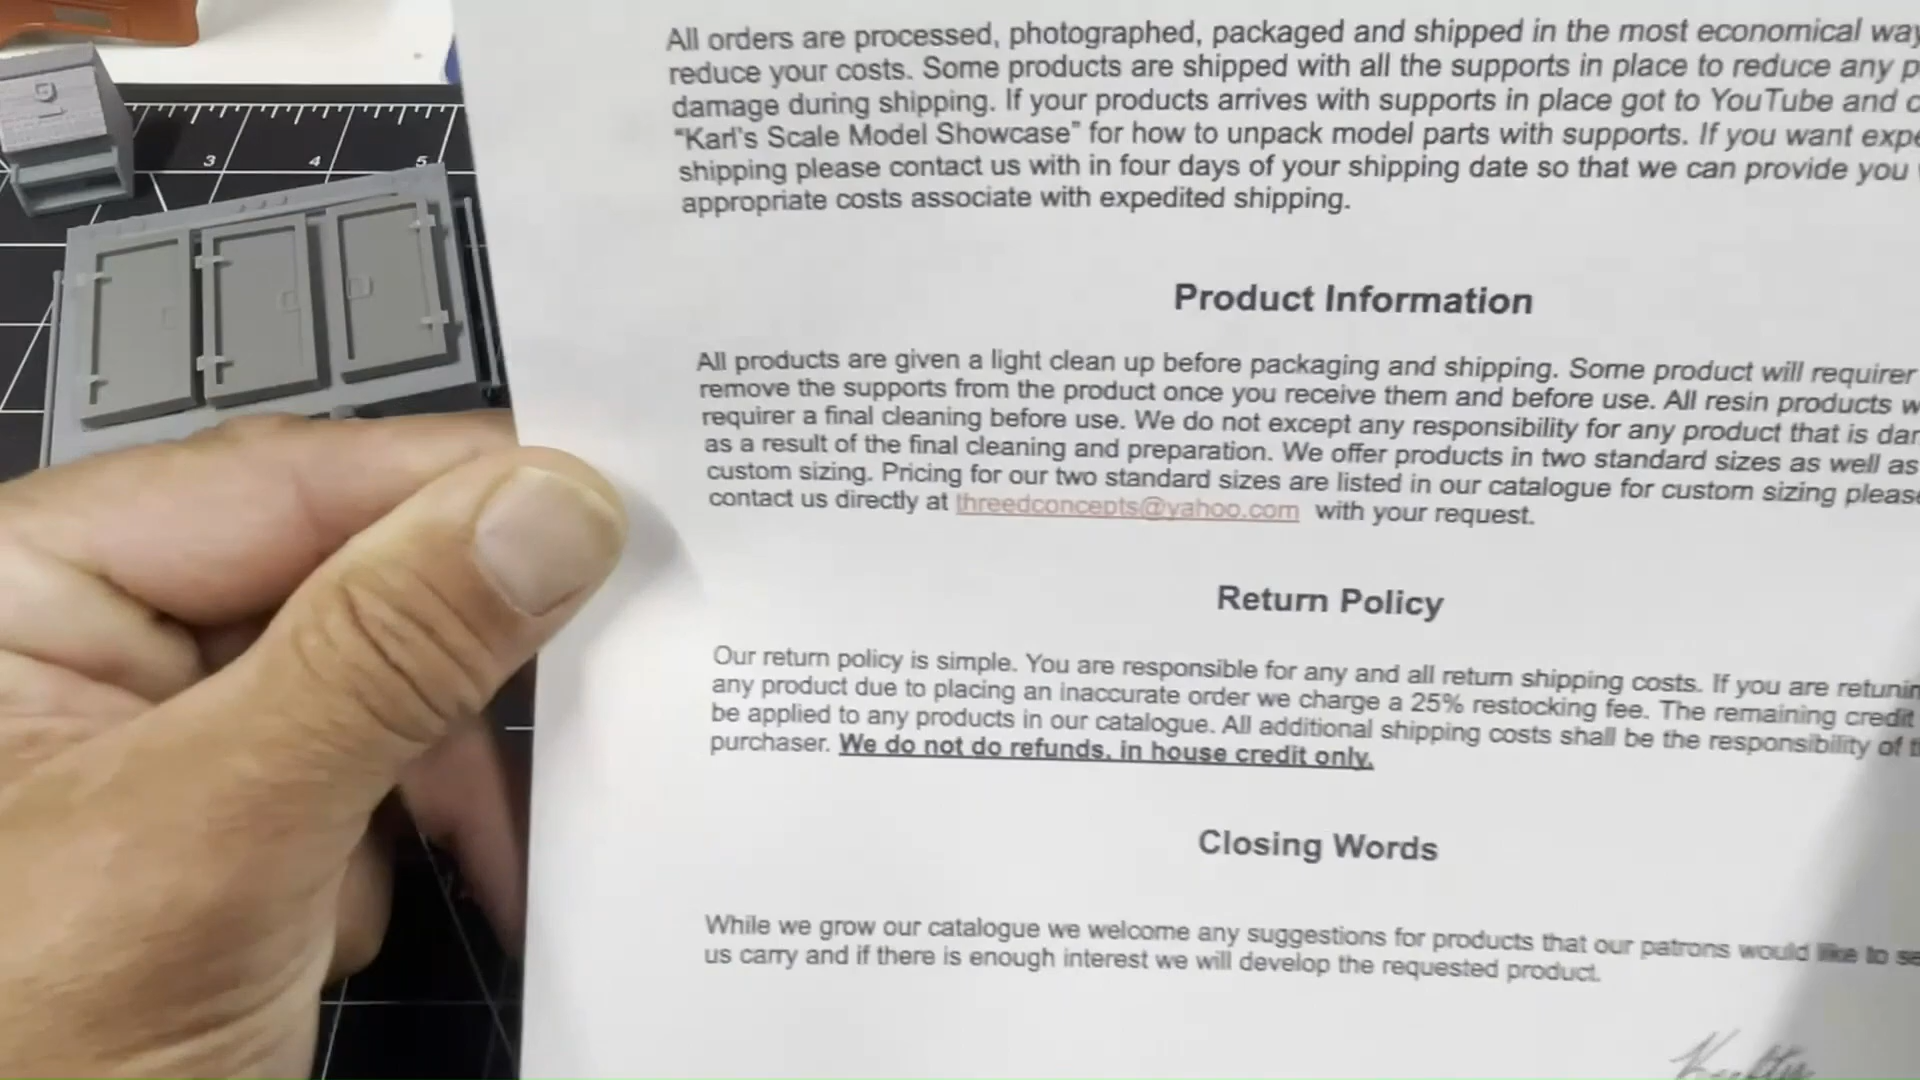 3 4 5
All orders are processed, photographed, packaged and shipped in the most economical way
reduce your costs. Some products are shipped with all the supports in place to reduce any p
damage during shipping. If your products arrives with supports in place got to YouTube and c
“Karl's Scale Model Showcase” for how to unpack model parts with supports. If you want expe
shipping please contact us with in four days of your shipping date so that we can provide you
appropriate costs associate with expedited shipping.
Product Information
All products are given a light clean up before packaging and shipping. Some product will requirer
remove the supports from the product once you receive them and before use. All resin products w
requirer a final cleaning before use. We do not except any responsibility for any product that is dar
as a result of the final cleaning and preparation. We offer products in two standard sizes as well as
custom sizing. Pricing for our two standard sizes are listed in our catalogue for custom sizing please
contact us directly at threedconcepts@yahoo.com with your request.
Return Policy
Our return policy is simple. You are responsible for any and all return shipping costs. If you are retunin
any product due to placing an inaccurate order we charge a 25% restocking fee. The remaining credit
be applied to any products in our catalogue. All additional shipping costs shall be the responsibility of t
purchaser. We do not do refunds, in house credit only.
Closing Words
While we grow our catalogue we welcome any suggestions for products that our patrons would like to se
us carry and if there is enough interest we will develop the requested product.